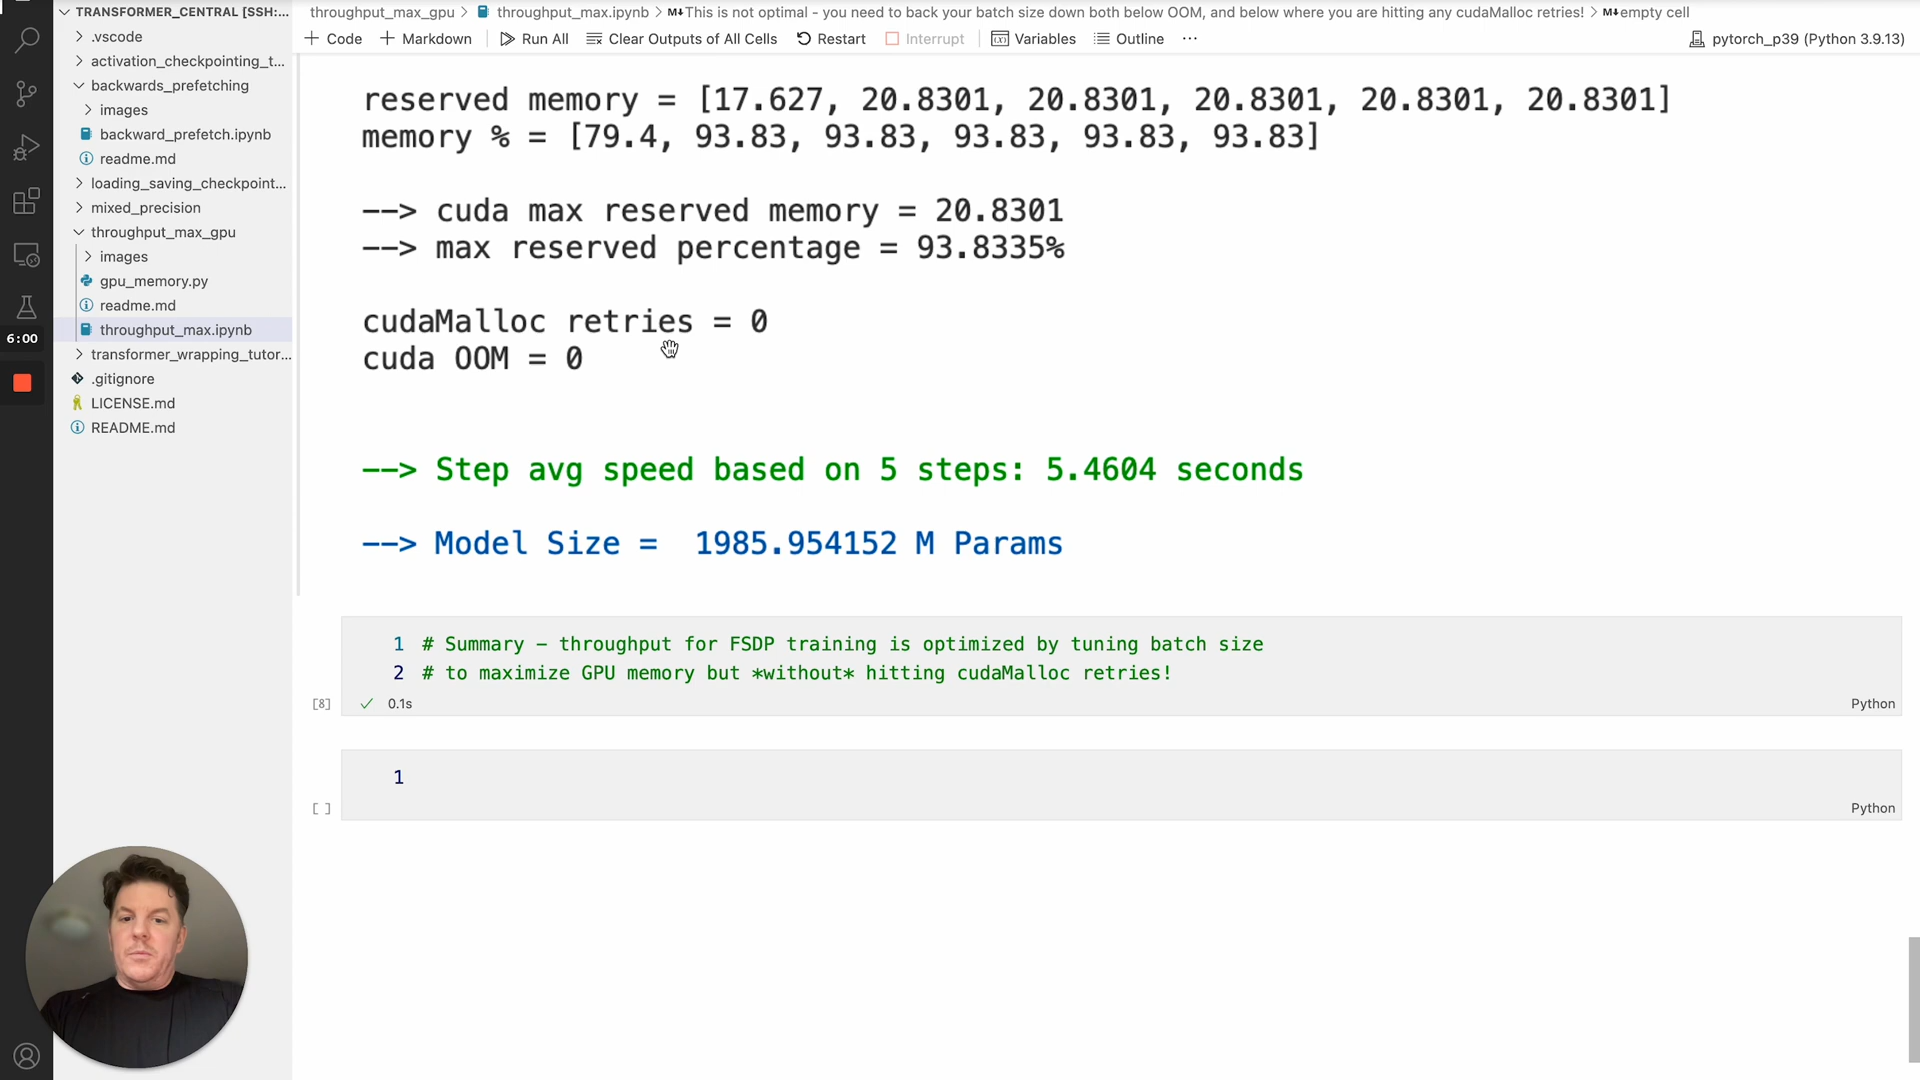 TRANSFORMER_CENTRAL [SSH:...
.vscode
activation_checkpointing_t...
backwards_prefetching
images
backward_prefetch.ipynb
readme.md
loading_saving_checkpoint...
mixed_precision
throughput_max_gpu
images
gpu_memory.py
readme.md
throughput_max.ipynb
transformer_wrapping_tutor...
.gitignore
LICENSE.md
README.md
6:00
throughput_max_gpu > throughput_max.ipynb > M↓This is not optimal - you need to back your batch size down both below OOM, and below where you are hitting any cudaMalloc retries! > M↓empty cell
+ Code + Markdown Run All Clear Outputs of All Cells Restart Interrupt Variables Outline ... pytorch_p39 (Python 3.9.13)
reserved memory = [17.627, 20.8301, 20.8301, 20.8301, 20.8301, 20.8301]
memory % = [79.4, 93.83, 93.83, 93.83, 93.83, 93.83]
--> cuda max reserved memory = 20.8301
--> max reserved percentage = 93.8335%
cudaMalloc retries = 0
cuda OOM = 0
--> Step avg speed based on 5 steps: 5.4604 seconds
--> Model Size =  1985.954152 M Params
1 # Summary - throughput for FSDP training is optimized by tuning batch size
2 # to maximize GPU memory but *without* hitting cudaMalloc retries!
[8] ✓ 0.1s Python
1
[ ] Python